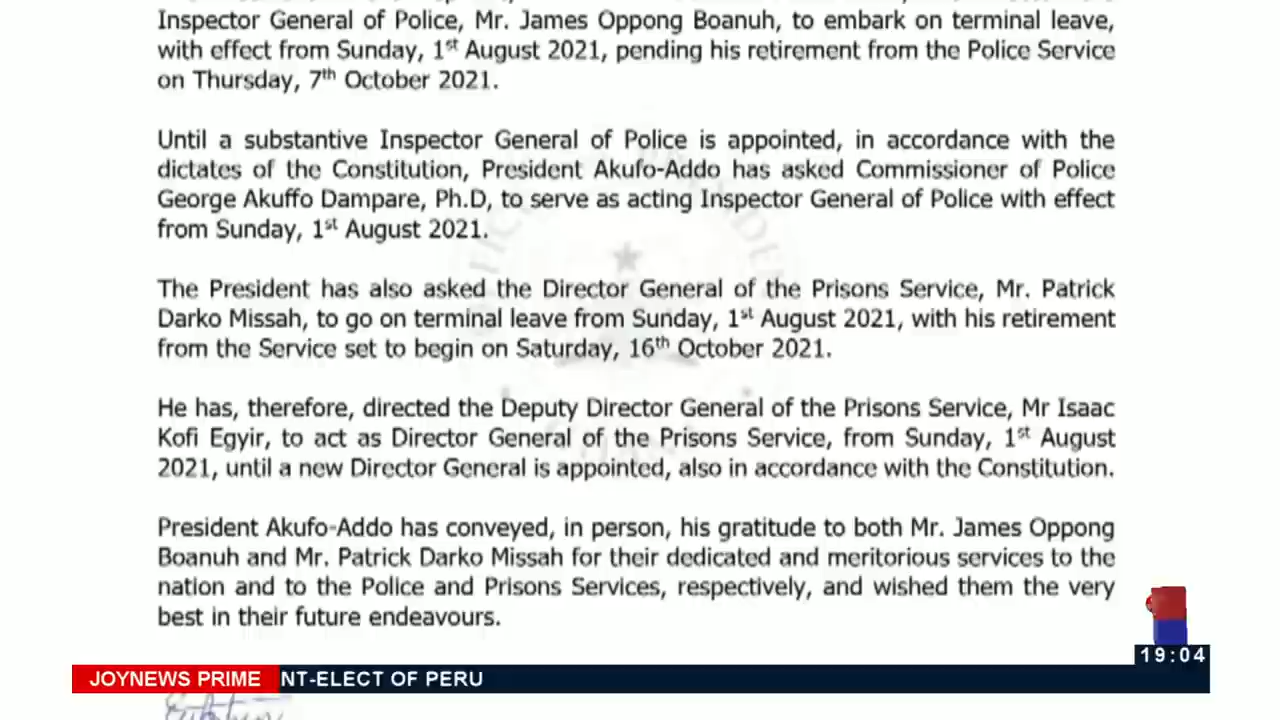 Inspector General of Police, Mr. James Oppong Boanuh, to embark on terminal leave,
with effect from Sunday, 1st August 2021, pending his retirement from the Police Service
on Thursday, 7th October 2021.
Until a substantive Inspector General of Police is appointed, in accordance with the
dictates of the Constitution, President Akufo-Addo has asked Commissioner of Police
George Akuffo Dampare, Ph.D, to serve as acting Inspector General of Police with effect
from Sunday, 1st August 2021.
The President has also asked the Director General of the Prisons Service, Mr. Patrick
Darko Missah, to go on terminal leave from Sunday, 1st August 2021, with his retirement
from the Service set to begin on Saturday, 16th October 2021.
He has, therefore, directed the Deputy Director General of the Prisons Service, Mr Isaac
Kofi Egyir, to act as Director General of the Prisons Service, from Sunday, 1st August
2021, until a new Director General is appointed, also in accordance with the Constitution.
President Akufo-Addo has conveyed, in person, his gratitude to both Mr. James Oppong
Boanuh and Mr. Patrick Darko Missah for their dedicated and meritorious services to the
nation and to the Police and Prisons Services, respectively, and wished them the very
best in their future endeavours.
19:04
JOYNEWS PRIME NT-ELECT OF PERU